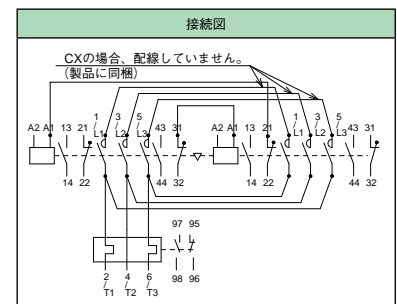 接続図
CXの場合、配線していません。
(製品に同梱)
1/L1 3/L2 5/L3 1/L1 3/L2 5/L3
A2 A1 13 21 43 31 A2 A1 13 21 43 31
14 22 44 32 14 22 44 32
97 95
98 96
2/T1 4/T2 6/T3